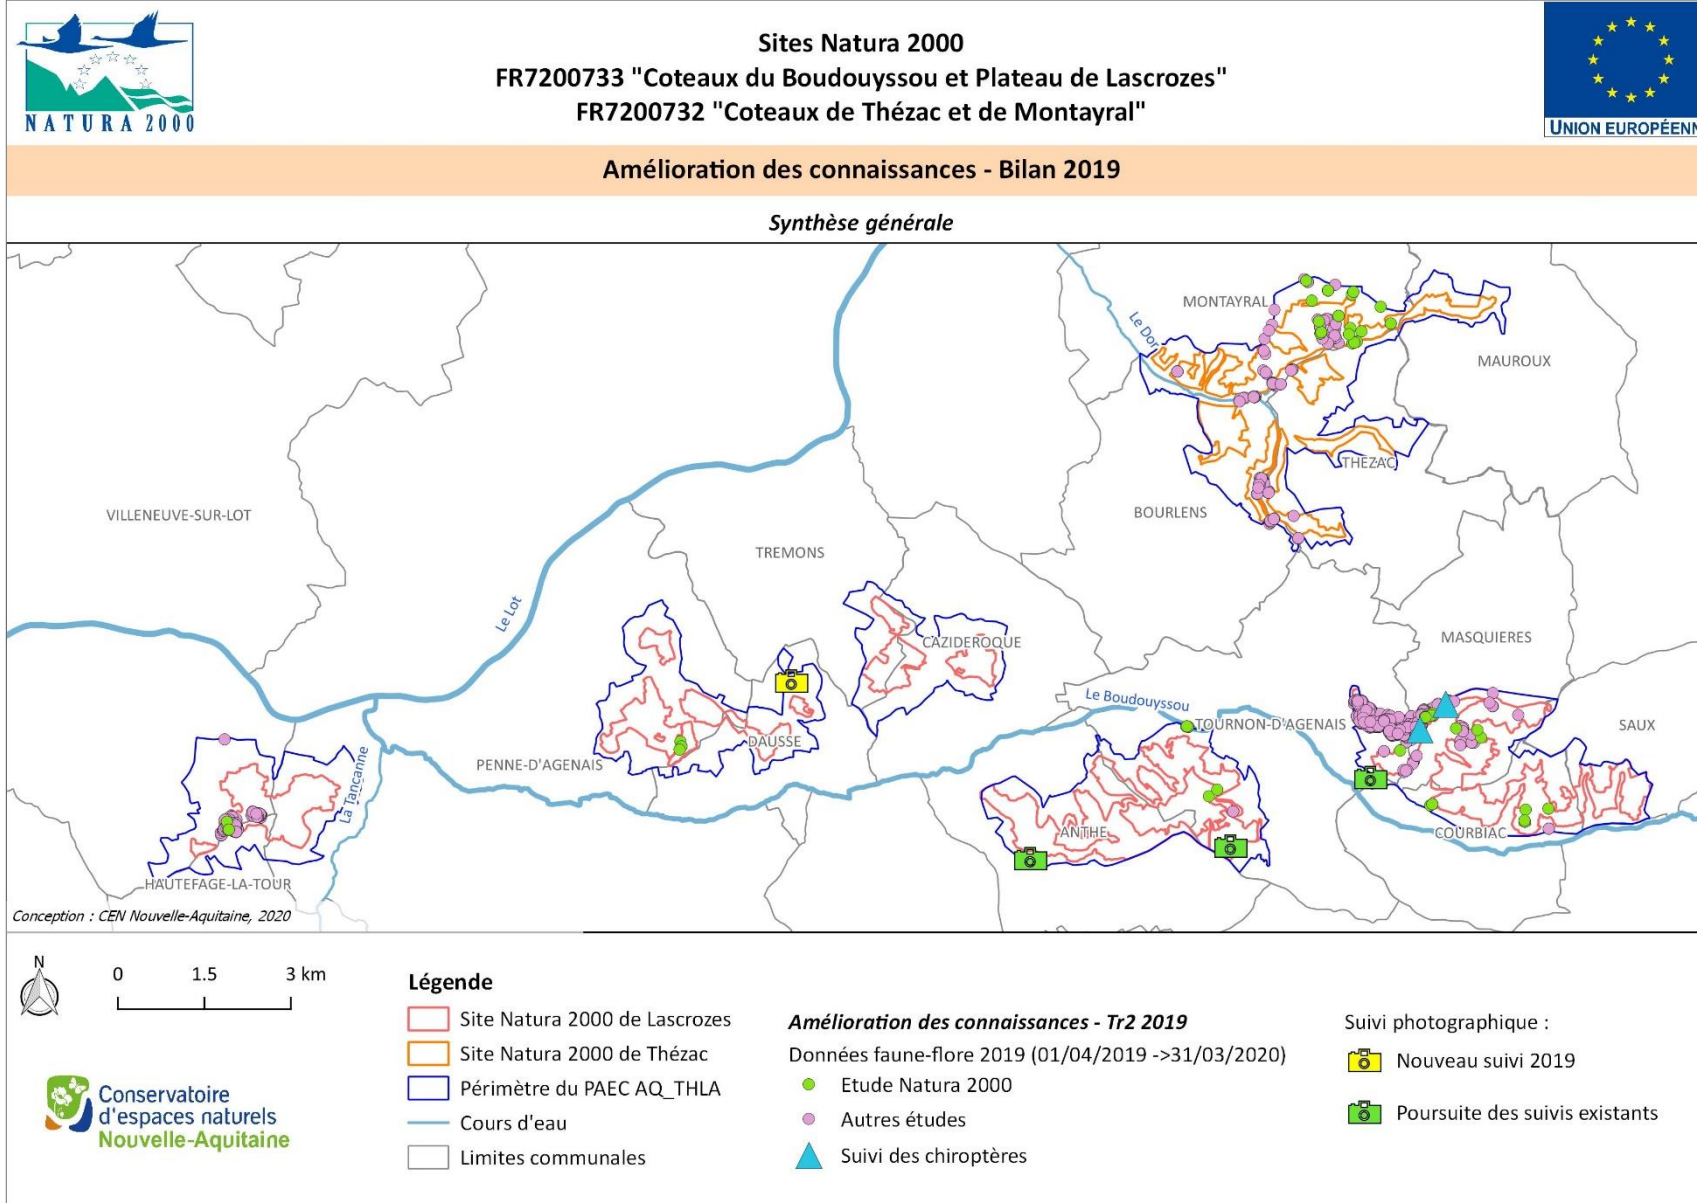 NATURA 2000
Sites Natura 2000
FR7200733 "Coteaux du Boudouyssou et Plateau de Lascrozes"
FR7200732 "Coteaux de Thézac et de Montayral"
UNION EUROPÉENN
Amélioration des connaissances - Bilan 2019
Synthèse générale
MONTAYRAL
Le Dor
MAUROUX
THEZAC
VILLENEUVE-SUR-LOT
BOURLENS
TREMONS
Le Lot
CAZIDEROQUE
MASQUIERES
Le Boudouyssou
TOURNON-D'AGENAIS
SAUX
DAUSSE
PENNE-D'AGENAIS
La Tancanne
ANTHE
COURBIAC
HAUTEFAGE-LA-TOUR
Conception : CEN Nouvelle-Aquitaine, 2020
N
0 1.5 3 km
Conservatoire
d'espaces naturels
Nouvelle-Aquitaine
Légende
Site Natura 2000 de Lascrozes
Site Natura 2000 de Thézac
Périmètre du PAEC AQ_THLA
Cours d'eau
Limites communales
Amélioration des connaissances - Tr2 2019
Données faune-flore 2019 (01/04/2019 ->31/03/2020)
Etude Natura 2000
Autres études
Suivi des chiroptères
Suivi photographique :
Nouveau suivi 2019
Poursuite des suivis existants